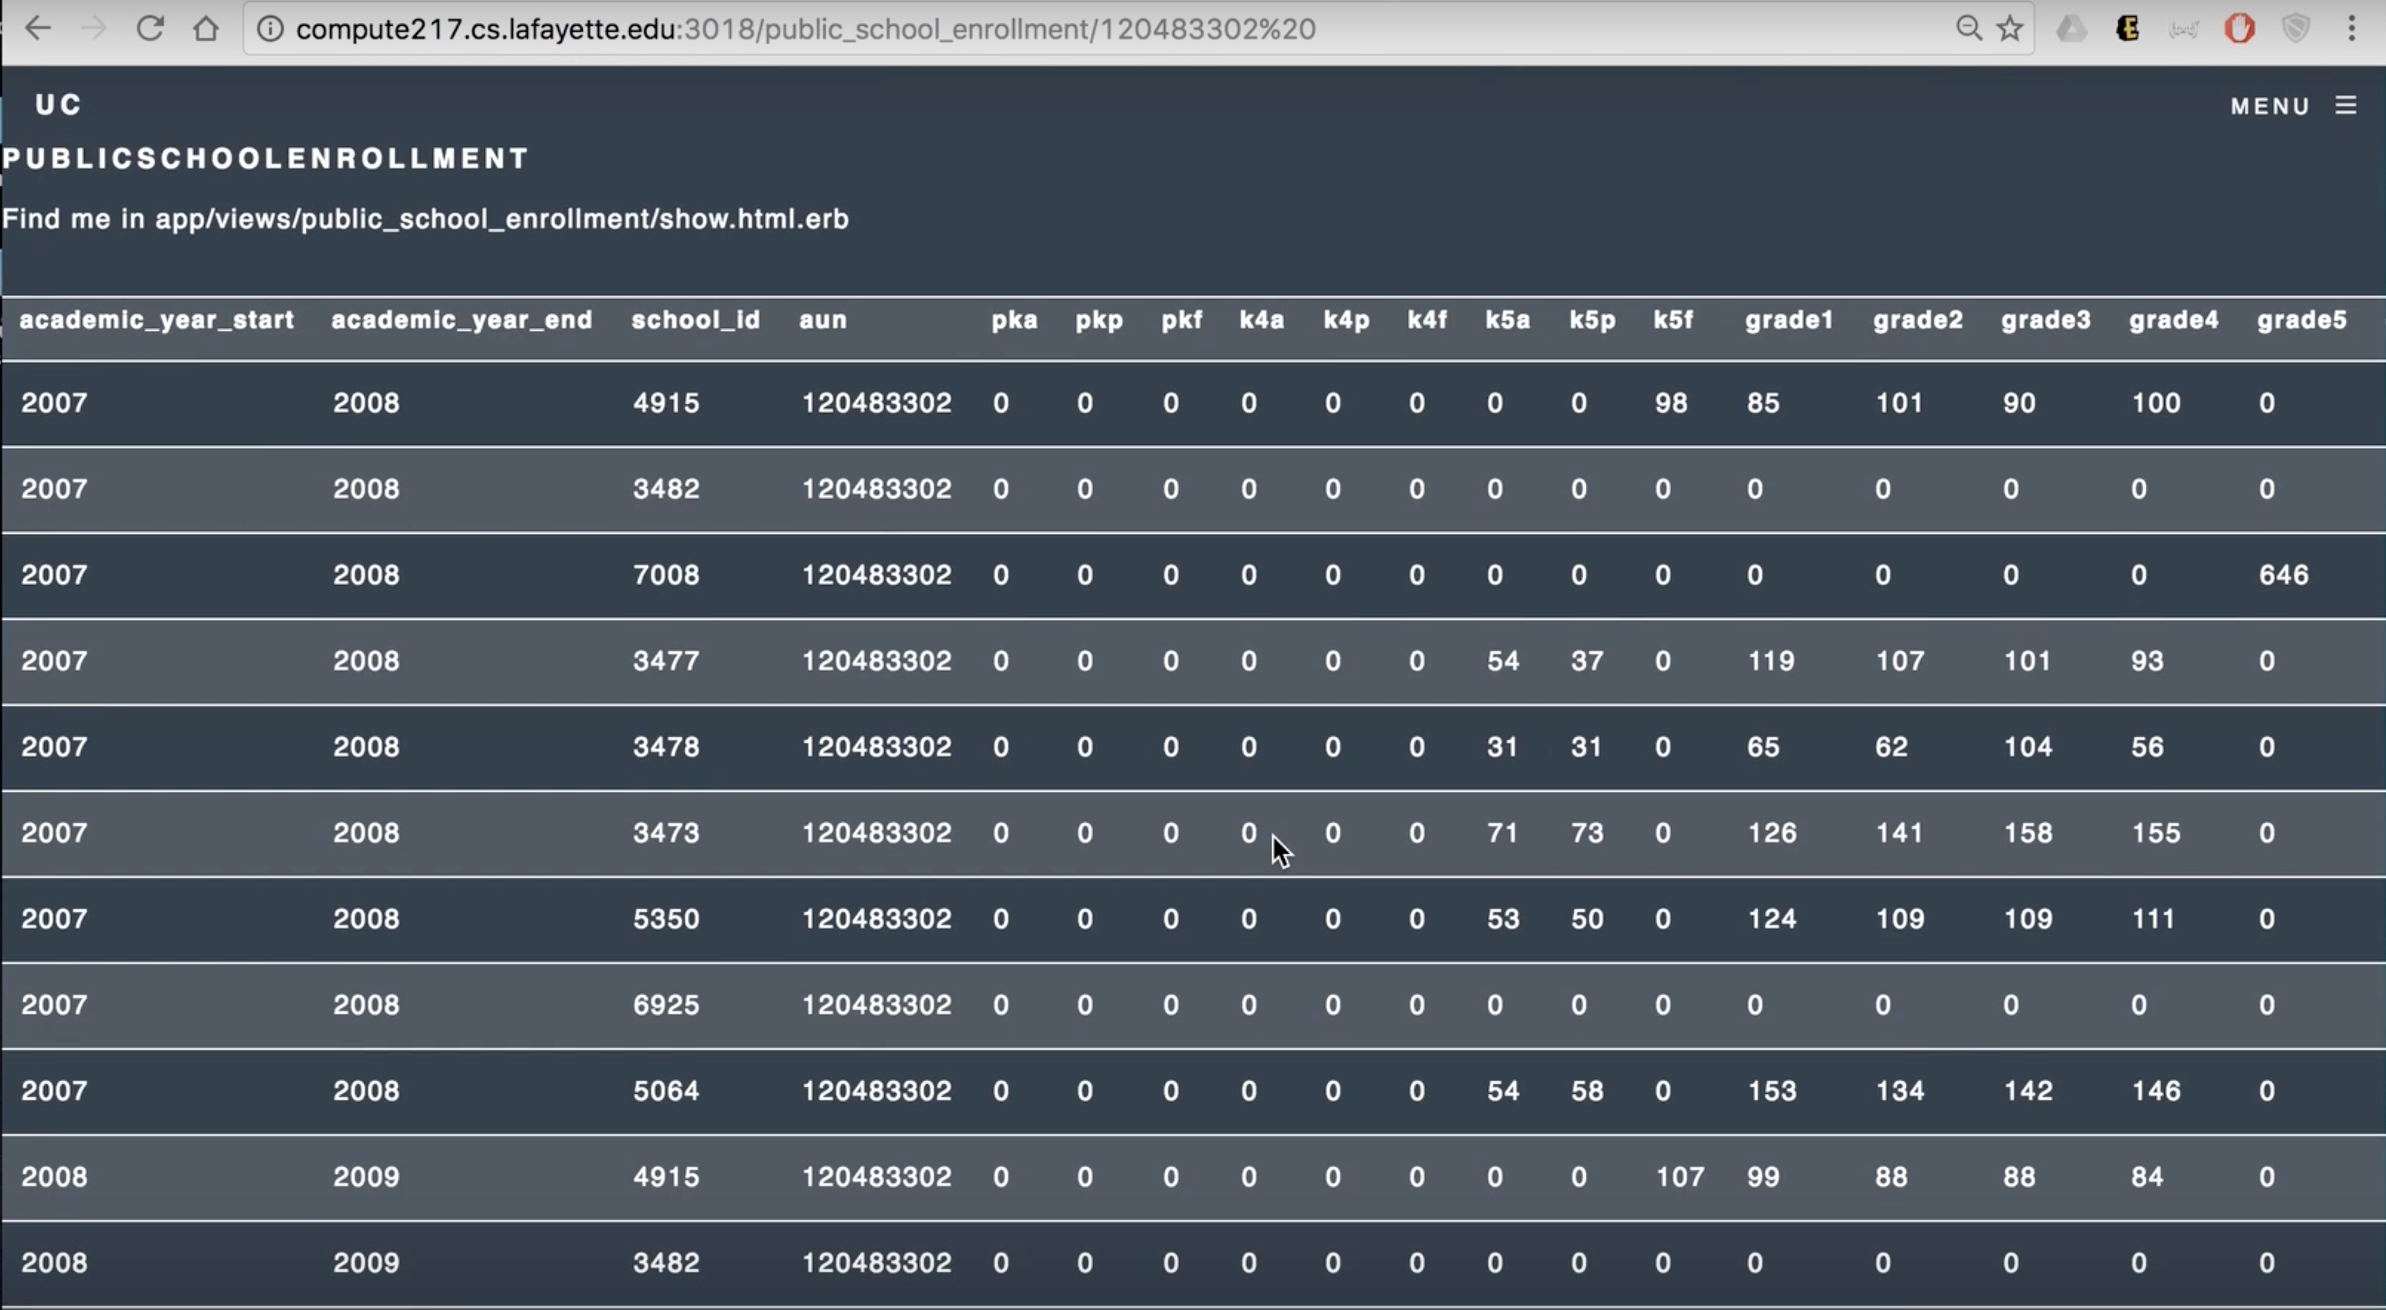 compute217.cs.lafayette.edu:3018/public_school_enrollment/120483302%20
UC
MENU
PUBLICSCHOOLENROLLMENT
Find me in app/views/public_school_enrollment/show.html.erb
academic_year_start academic_year_end school_id aun pka pkp pkf k4a k4p k4f k5a k5p k5f grade1 grade2 grade3 grade4 grade5
2007 2008 4915 120483302 0 0 0 0 0 0 0 0 98 85 101 90 100 0
2007 2008 3482 120483302 0 0 0 0 0 0 0 0 0 0 0 0 0 0
2007 2008 7008 120483302 0 0 0 0 0 0 0 0 0 0 0 0 0 646
2007 2008 3477 120483302 0 0 0 0 0 0 54 37 0 119 107 101 93 0
2007 2008 3478 120483302 0 0 0 0 0 0 31 31 0 65 62 104 56 0
2007 2008 3473 120483302 0 0 0 0 0 0 71 73 0 126 141 158 155 0
2007 2008 5350 120483302 0 0 0 0 0 0 53 50 0 124 109 109 111 0
2007 2008 6925 120483302 0 0 0 0 0 0 0 0 0 0 0 0 0 0
2007 2008 5064 120483302 0 0 0 0 0 0 54 58 0 153 134 142 146 0
2008 2009 4915 120483302 0 0 0 0 0 0 0 0 107 99 88 88 84 0
2008 2009 3482 120483302 0 0 0 0 0 0 0 0 0 0 0 0 0 0